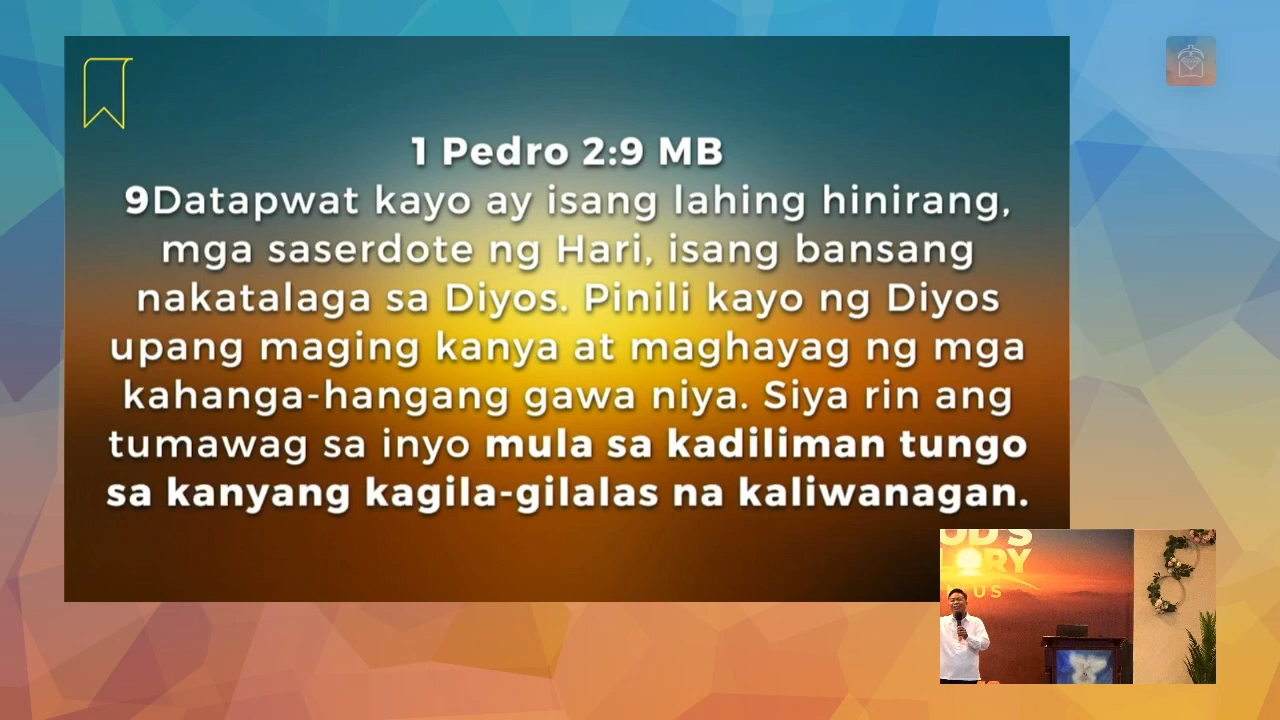 1 Pedro 2:9 MB
9Datapwat kayo ay isang lahing hinirang,
mga saserdote ng Hari, isang bansang
nakatalaga sa Diyos. Pinili kayo ng Diyos
upang maging kanya at maghayag ng mga
kahanga-hangang gawa niya. Siya rin ang
tumawag sa inyo mula sa kadiliman tungo
sa kanyang kagila-gilalas na kaliwanagan.
OD'S